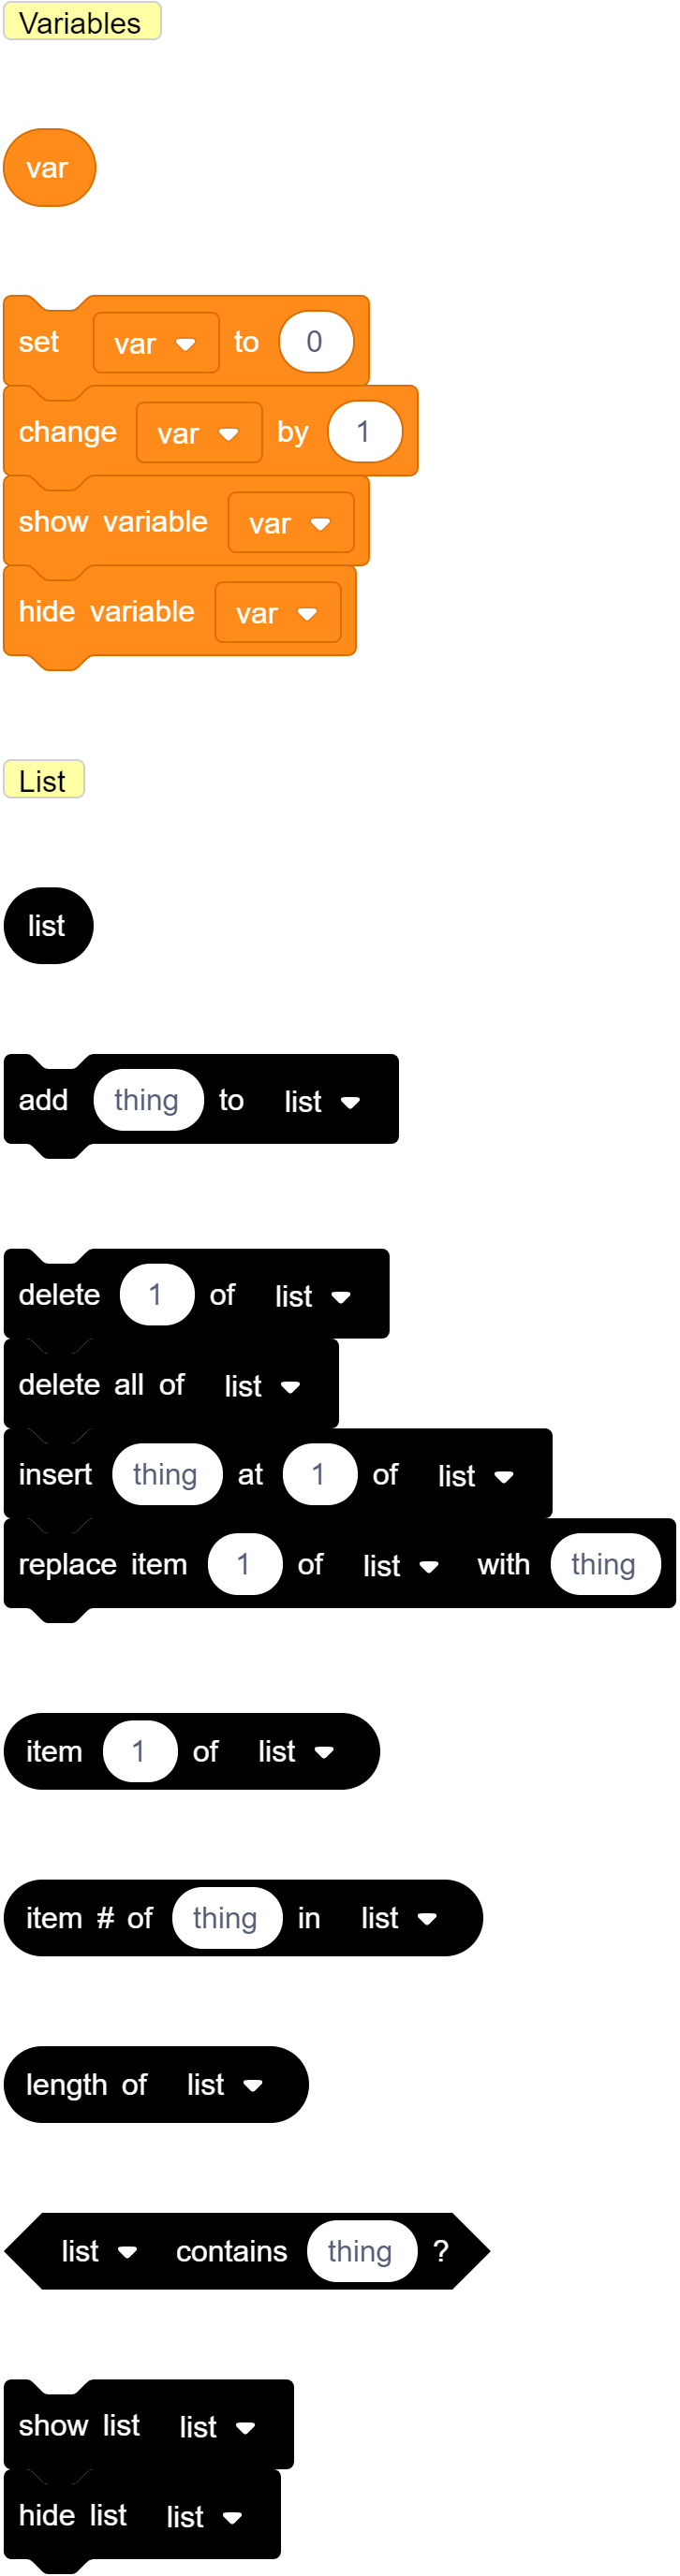 Variables
var
set var to 0
change var by 1
show variable var
hide variable var
List
list
add thing to list
delete 1 of list
delete all of list
insert thing at 1 of list
replace item 1 of list with thing
item 1 of list
item # of thing in list
length of list
list contains thing ?
show list list
hide list list